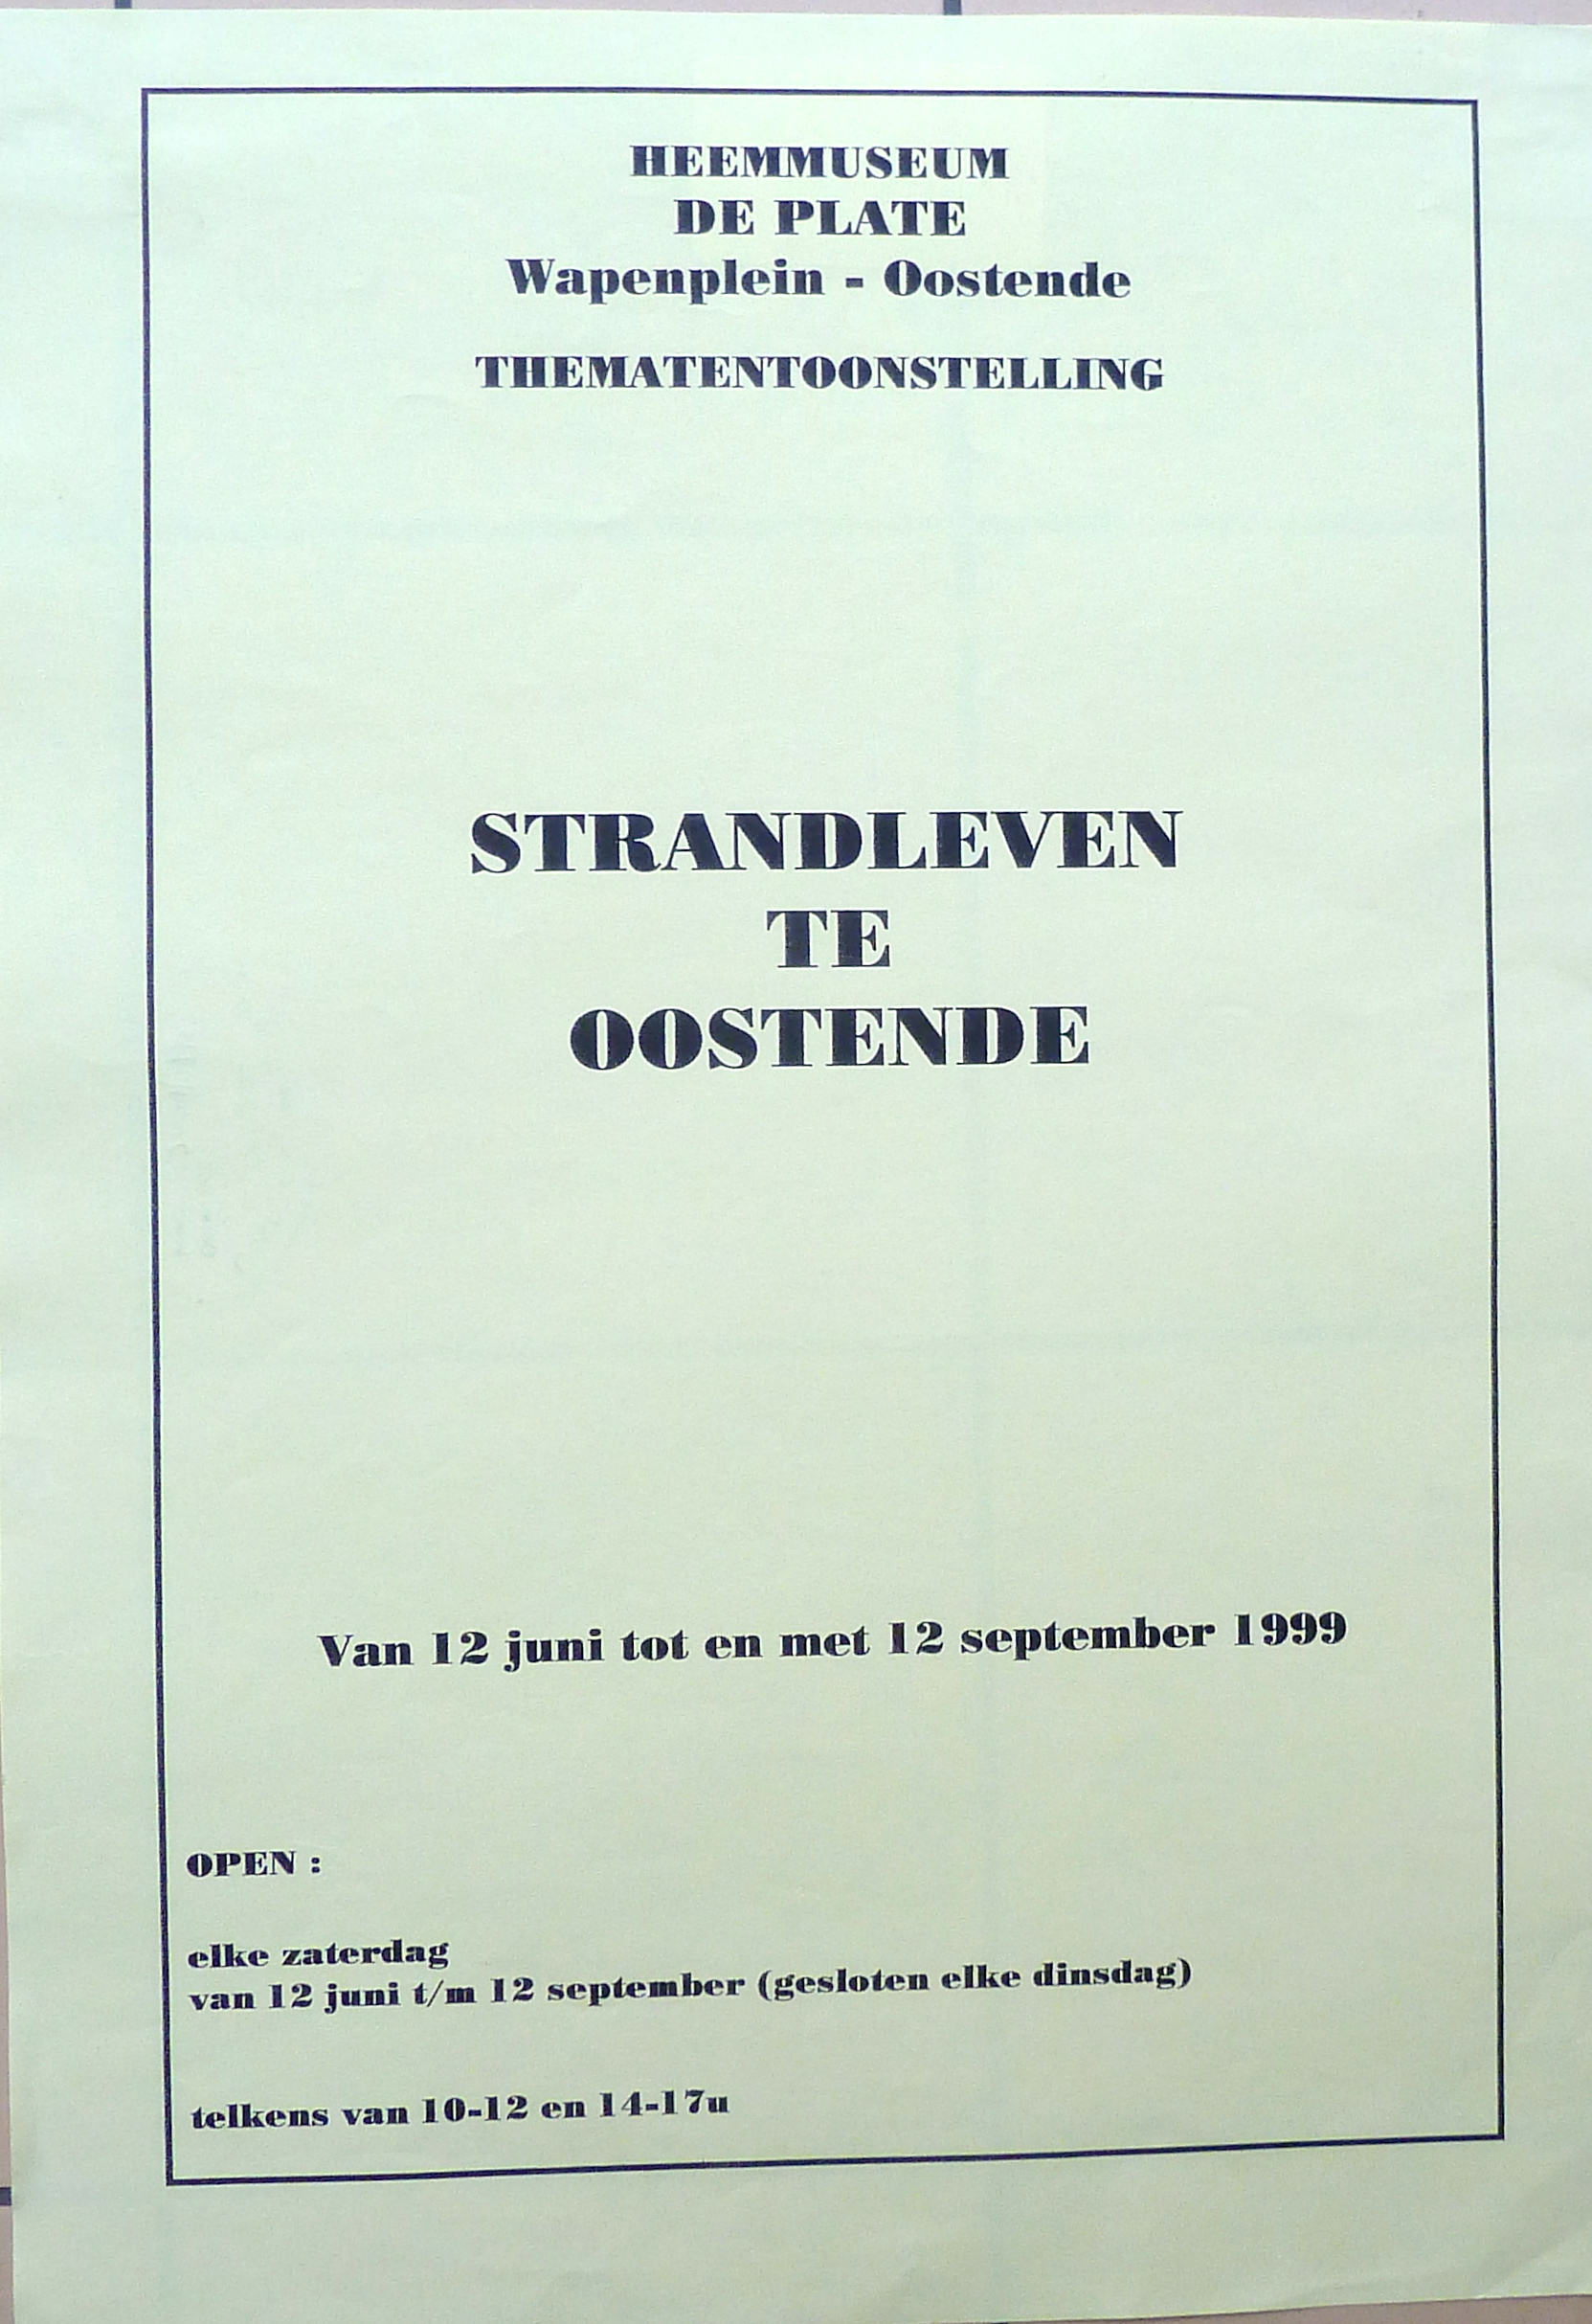 HEEMMUSEUM
DE PLATE
Wapenplein - Oostende
THEMATENTOONSTELLING
STRANDLEVEN
TE
OOSTENDE
Van 12 juni tot en met 12 september 1999
OPEN :
elke zaterdag
van 12 juni t/m 12 september (gesloten elke dinsdag)
telkens van 10-12 en 14-17u